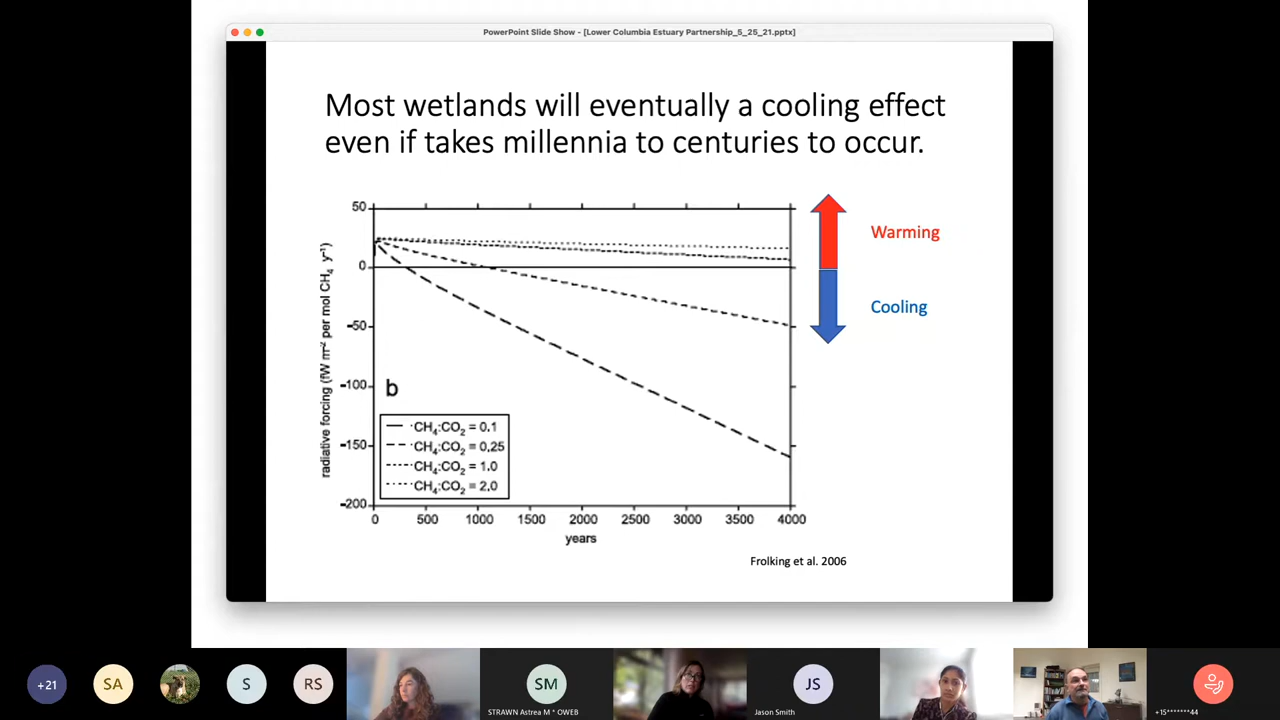 PowerPoint Slide Show - [Lower Columbia Estuary Partnership_5_25_21.pptx]
Most wetlands will eventually a cooling effect
even if takes millennia to centuries to occur.
radiative forcing (fW m⁻² per mol CH₄ y⁻¹)
50
0
-50
-100
-150
-200
b
CH₄:CO₂ = 0.1
CH₄:CO₂ = 0.25
CH₄:CO₂ = 1.0
CH₄:CO₂ = 2.0
0 500 1000 1500 2000 2500 3000 3500 4000
years
Warming
Cooling
Frolking et al. 2006
+21
SA
S
RS
SM
STRAWN Astrea M * OWEB
JS
Jason Smith
+15*******44